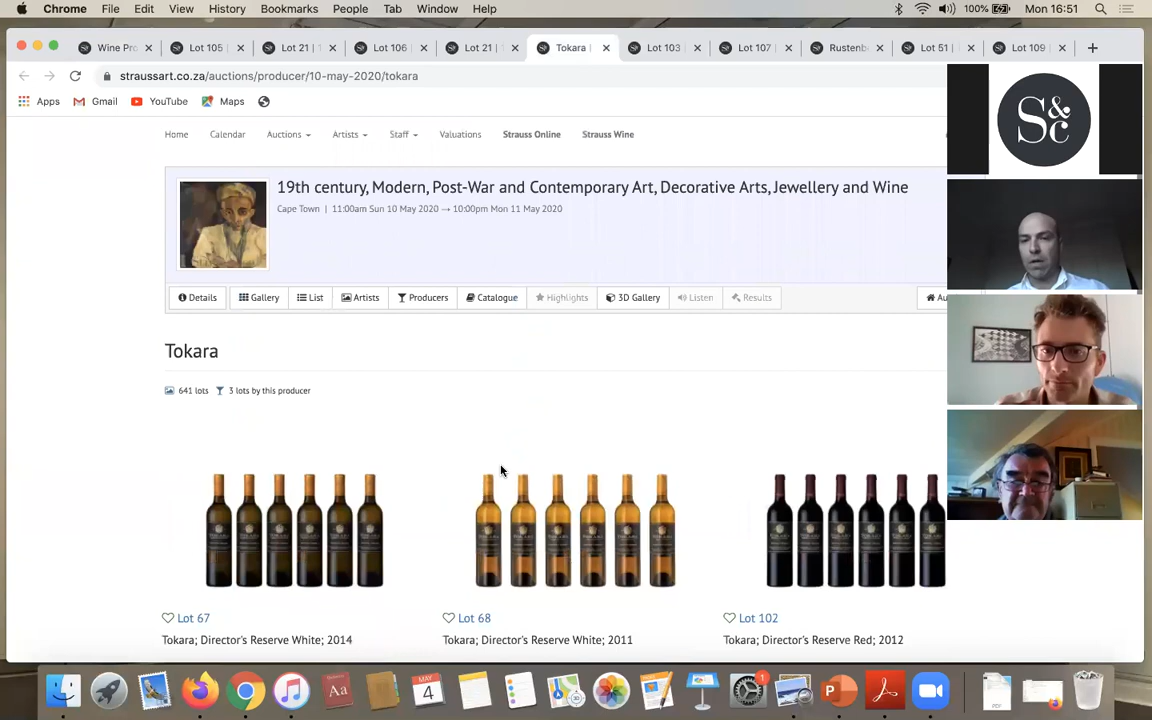 Chrome File Edit View History Bookmarks People Tab Window Help 100% Mon 16:51
Wine Pro Lot 105 Lot 21 Lot 106 Lot 21 Tokara Lot 103 Lot 107 Rustenb Lot 51 Lot 109
straussart.co.za/auctions/producer/10-may-2020/tokara
Apps Gmail YouTube Maps
Home Calendar Auctions Artists Staff Valuations Strauss Online Strauss Wine
S&c
19th century, Modern, Post-War and Contemporary Art, Decorative Arts, Jewellery and Wine
Cape Town | 11:00am Sun 10 May 2020 → 10:00pm Mon 11 May 2020
Details Gallery List Artists Producers Catalogue Highlights 3D Gallery Listen Results Au
Tokara
641 lots 3 lots by this producer
Lot 67 Lot 68 Lot 102
Tokara; Director's Reserve White; 2014 Tokara; Director's Reserve White; 2011 Tokara; Director's Reserve Red; 2012
Aa MAY 4 1